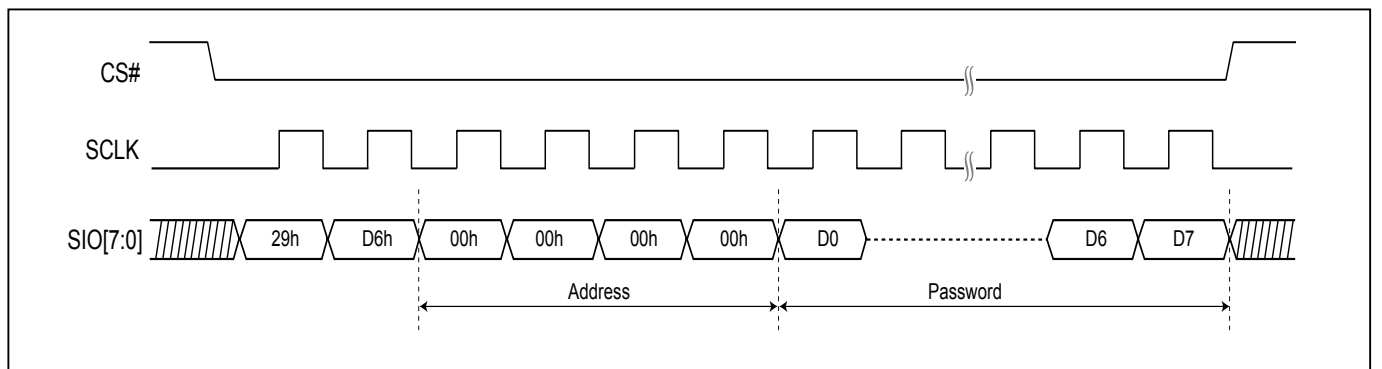 CS#
SCLK
SIO[7:0] 29h D6h 00h 00h 00h 00h D0 D6 D7
Address Password